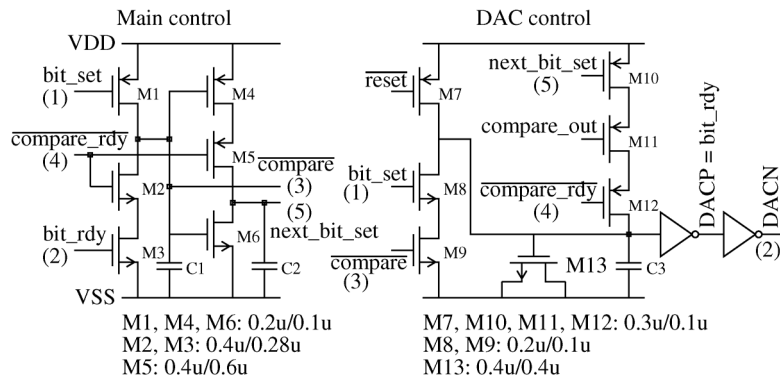 Main control
DAC control
VDD
bit_set
(1)
M1
M4
compare_rdy
(4)
M5
compare
(3)
(5)
M2
bit_rdy
(2)
M3
C1
M6
next_bit_set
C2
VSS
M1, M4, M6: 0.2u/0.1u
M2, M3: 0.4u/0.28u
M5: 0.4u/0.6u
reset
M7
next_bit_set
(5)
M10
compare_out
M11
bit_set
(1)
M8
compare_rdy
(4)
M12
compare
(3)
M9
M13
C3
DACP = bit_rdy
DACN
(2)
M7, M10, M11, M12: 0.3u/0.1u
M8, M9: 0.2u/0.1u
M13: 0.4u/0.4u